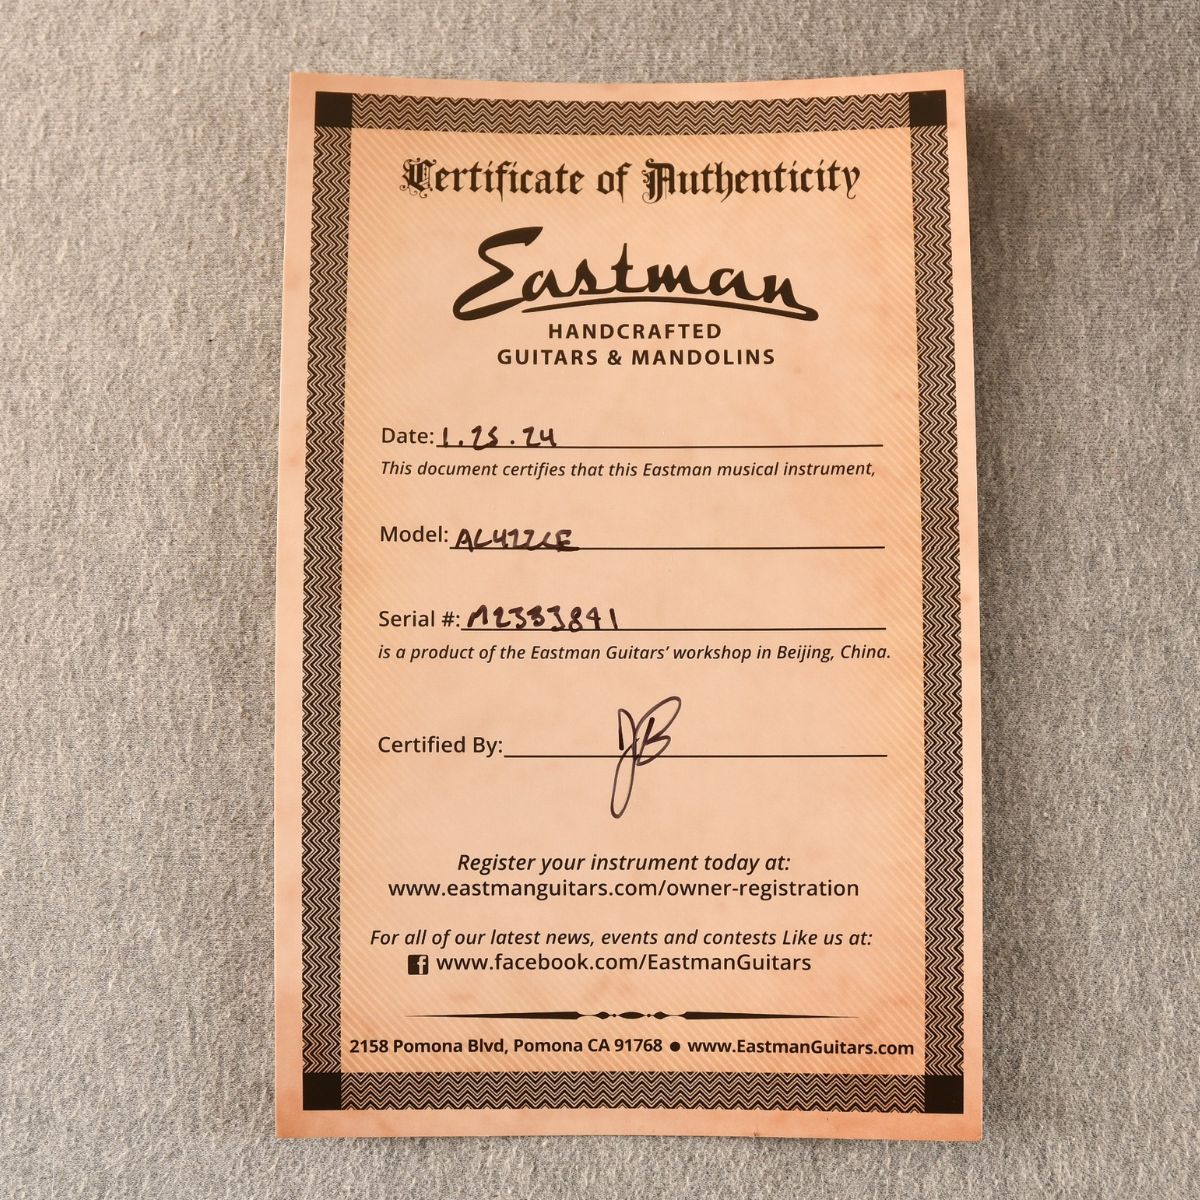 Certificate of Authenticity
Eastman
HANDCRAFTED
GUITARS & MANDOLINS
Date: 1.25.24
This document certifies that this Eastman musical instrument,
Model: AC422CE
Serial #: M2333841
is a product of the Eastman Guitars' workshop in Beijing, China.
Certified By: JB
Register your instrument today at:
www.eastmanguitars.com/owner-registration
For all of our latest news, events and contests Like us at:
f www.facebook.com/EastmanGuitars
2158 Pomona Blvd, Pomona CA 91768 ● www.EastmanGuitars.com